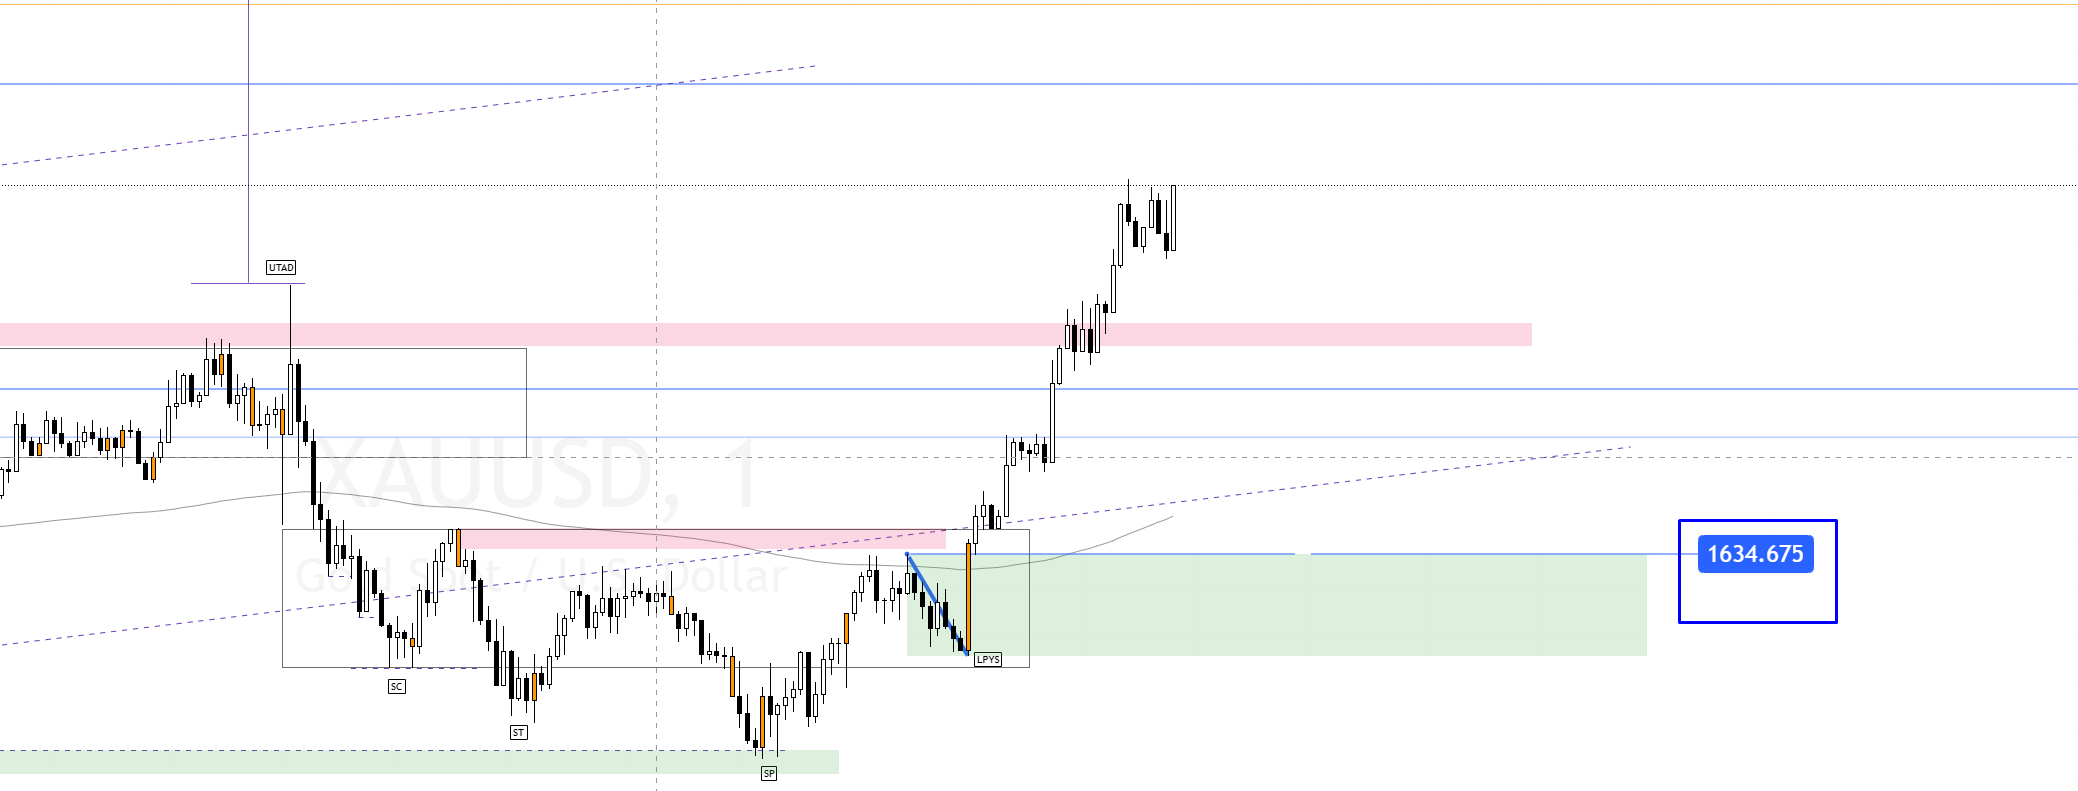 UTAD
XAUUSD, 1
Gold Spot / U.S. Dollar
1634.675
LPYS
SC
ST
SP